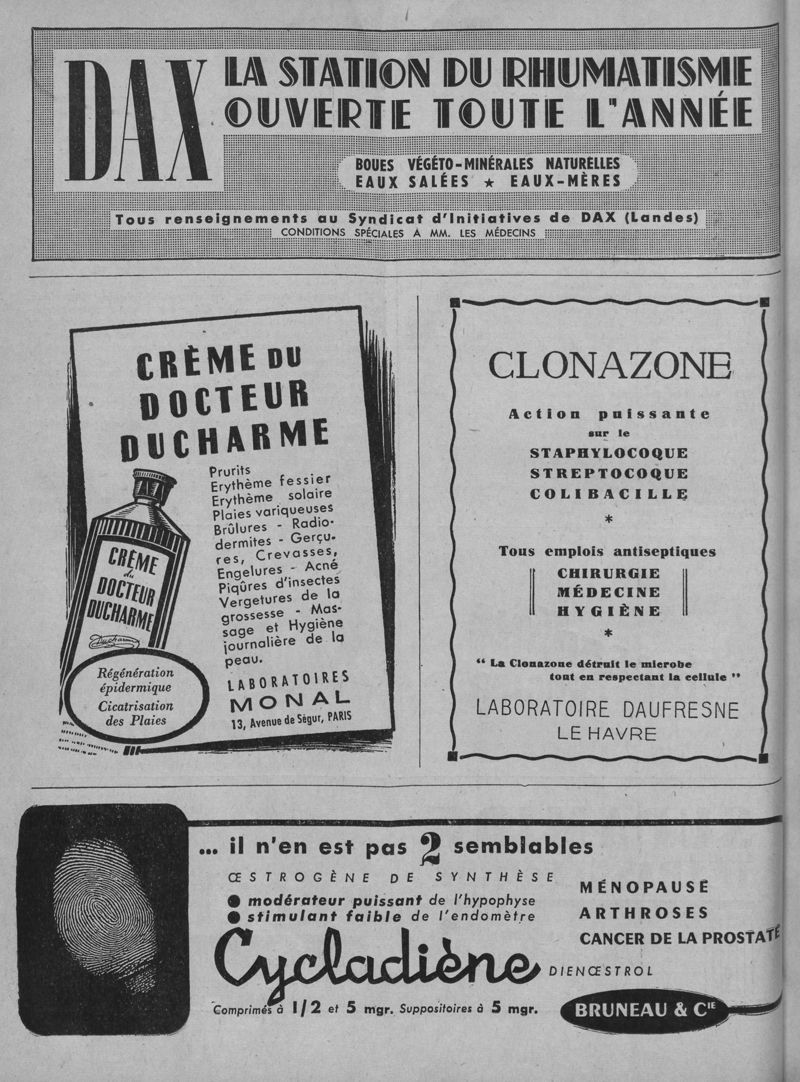 DAX
LA STATION DU RHUMATISME
OUVERTE TOUTE L'ANNÉE
BOUES VÉGÉTO-MINÉRALES NATURELLES
EAUX SALÉES ★ EAUX-MÈRES
Tous renseignements au Syndicat d'Initiatives de DAX (Landes)
CONDITIONS SPÉCIALES A MM. LES MÉDECINS
CRÈME DU
DOCTEUR
DUCHARME
Prurits
Erythème fessier
Erythème solaire
Plaies variqueuses
Brûlures - Radio-
dermites - Gerçu-
res, Crevasses,
Engelures - Acné
Piqûres d'insectes
Vergetures de la
grossesse - Mas-
sage et Hygiène
journalière de la
peau.
LABORATOIRES
MONAL
13, Avenue de Ségur, PARIS
CRÈME
du
DOCTEUR
DUCHARME
Ducharme
Régénération
épidermique
Cicatrisation
des Plaies
CLONAZONE
Action puissante
sur le
STAPHYLOCOQUE
STREPTOCOQUE
COLIBACILLE
*
Tous emplois antiseptiques
CHIRURGIE
MÉDECINE
HYGIÈNE
*
“ La Clonazone détruit le microbe
tout en respectant la cellule ”
LABORATOIRE DAUFRESNE
LE HAVRE
... il n'en est pas 2 semblables
ŒSTROGÈNE DE SYNTHÈSE
● modérateur puissant de l'hypophyse
● stimulant faible de l'endomètre
Cycladiène
DIENŒSTROL
Comprimés à 1/2 et 5 mgr. Suppositoires à 5 mgr.
MÉNOPAUSE
ARTHROSES
CANCER DE LA PROSTATE
BRUNEAU & CIE